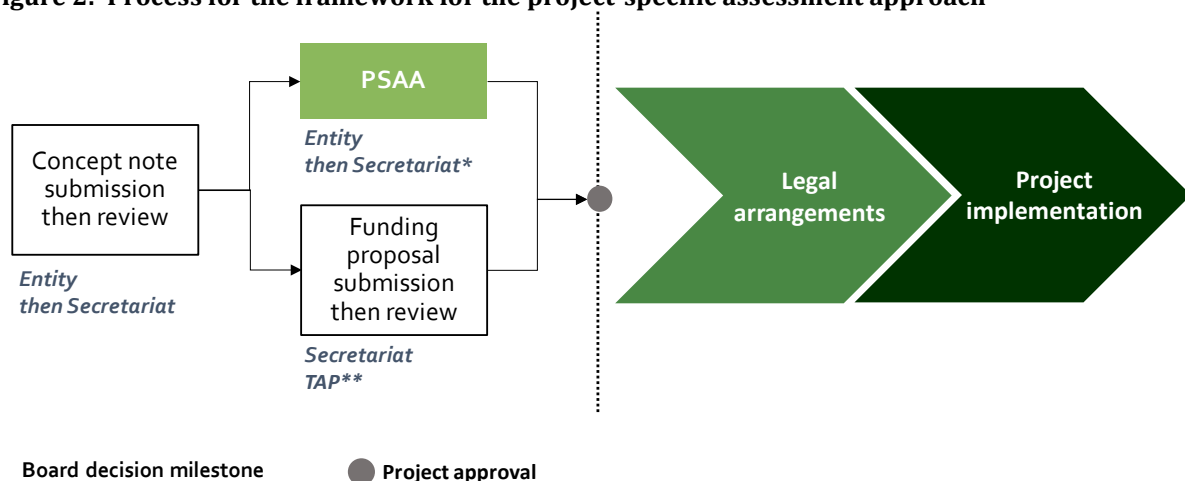 igure 2: Process for the framework for the project-specific assessment approach
PSAA
Entity
then Secretariat*
Concept note
submission
then review
Entity
then Secretariat
Funding
proposal
submission
then review
Secretariat
TAP**
Legal
arrangements
Project
implementation
Board decision milestone
Project approval